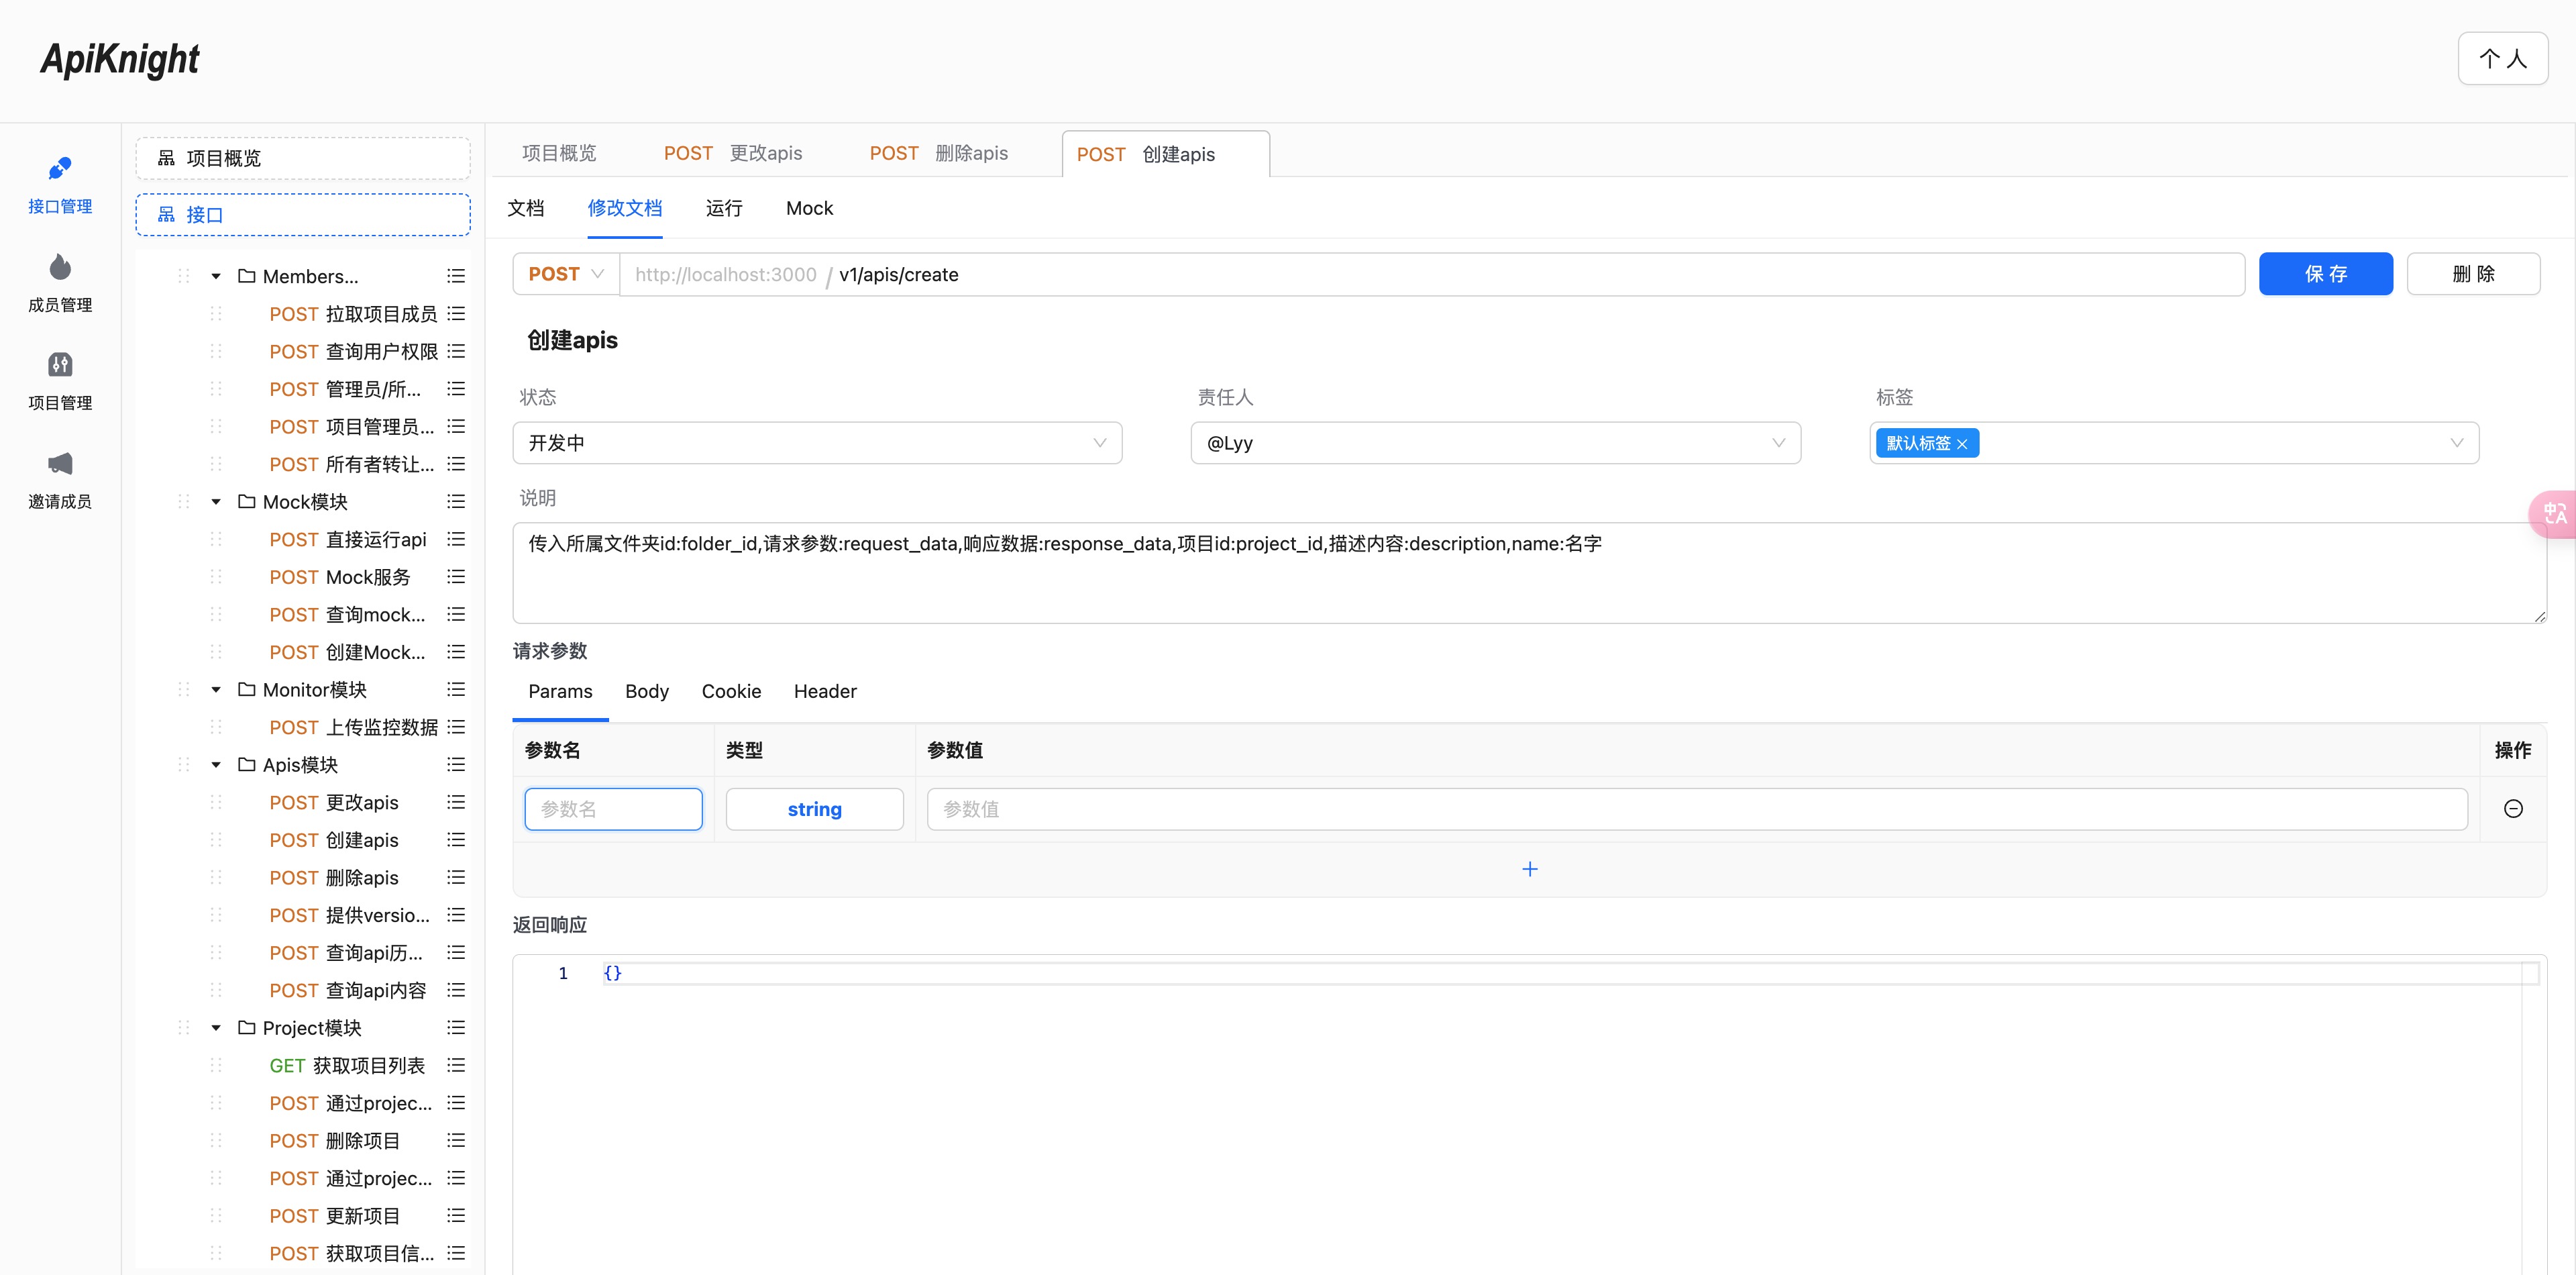 ApiKnight
个人
接口管理
成员管理
项目管理
邀请成员
项目概览
接口
Members...
POST 拉取项目成员
POST 查询用户权限
POST 管理员/所...
POST 项目管理员...
POST 所有者转让...
Mock模块
POST 直接运行api
POST Mock服务
POST 查询mock...
POST 创建Mock...
Monitor模块
POST 上传监控数据
Apis模块
POST 更改apis
POST 创建apis
POST 删除apis
POST 提供versio...
POST 查询api历...
POST 查询api内容
Project模块
GET 获取项目列表
POST 通过projec...
POST 删除项目
POST 通过projec...
POST 更新项目
POST 获取项目信...
项目概览 POST 更改apis POST 删除apis POST 创建apis
文档 修改文档 运行 Mock
POST http://localhost:3000 / v1/apis/create 保存 删除
创建apis
状态 责任人 标签
开发中 @Lyy 默认标签
说明
传入所属文件夹id:folder_id,请求参数:request_data,响应数据:response_data,项目id:project_id,描述内容:description,name:名字
请求参数
Params Body Cookie Header
参数名 类型 参数值 操作
参数名 string 参数值
返回响应
1 {}
中A